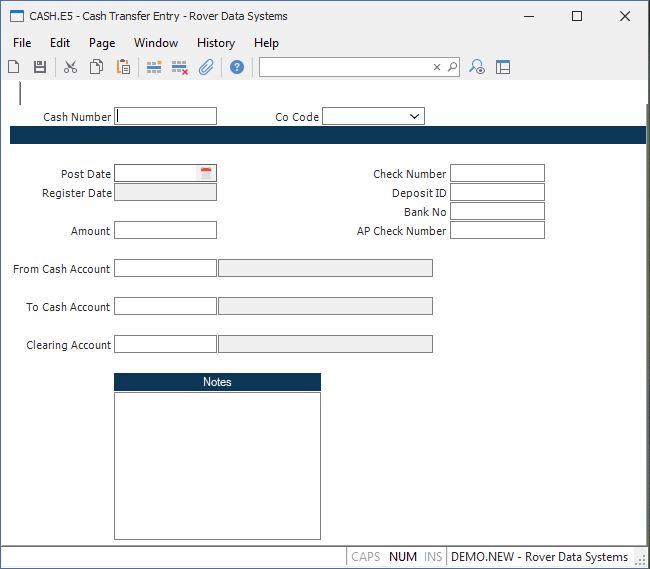 CASH.E5 - Cash Transfer Entry - Rover Data Systems
File Edit Page Window History Help
Cash Number Co Code
Post Date Check Number
Register Date Deposit ID
Bank No
Amount AP Check Number
From Cash Account
To Cash Account
Clearing Account
Notes
CAPS NUM INS DEMO.NEW - Rover Data Systems